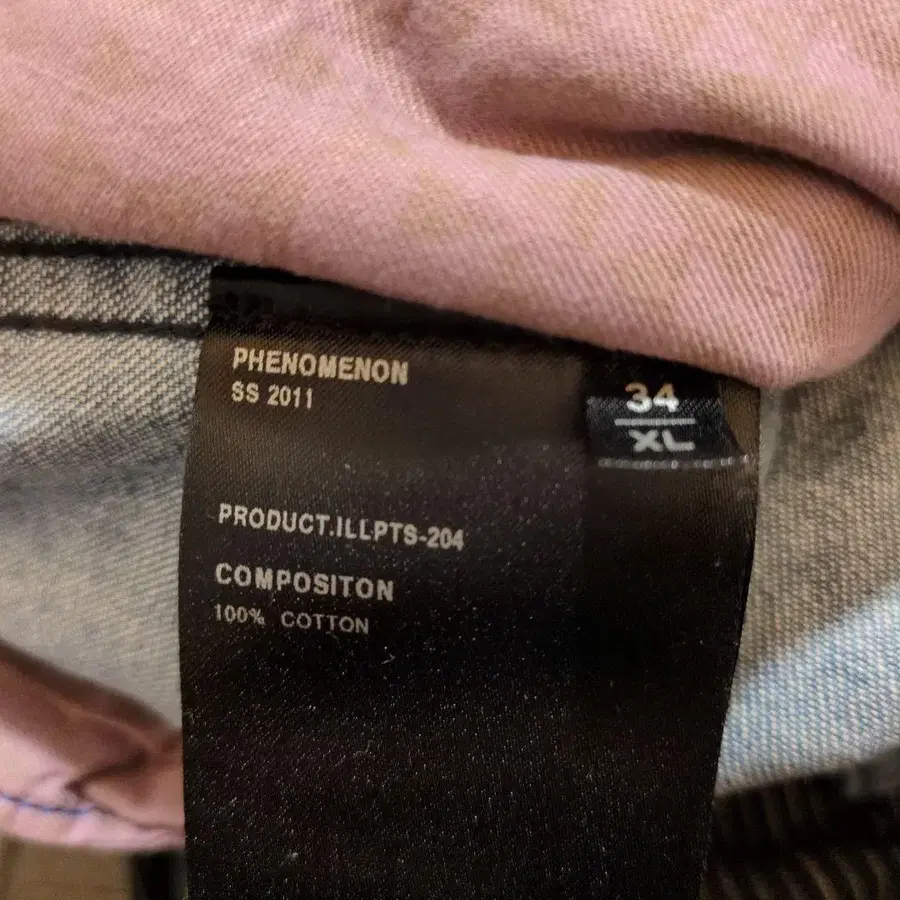 PHENOMENON
SS 2011
34
XL
PRODUCT.ILLPTS-204
COMPOSITON
100% COTTON